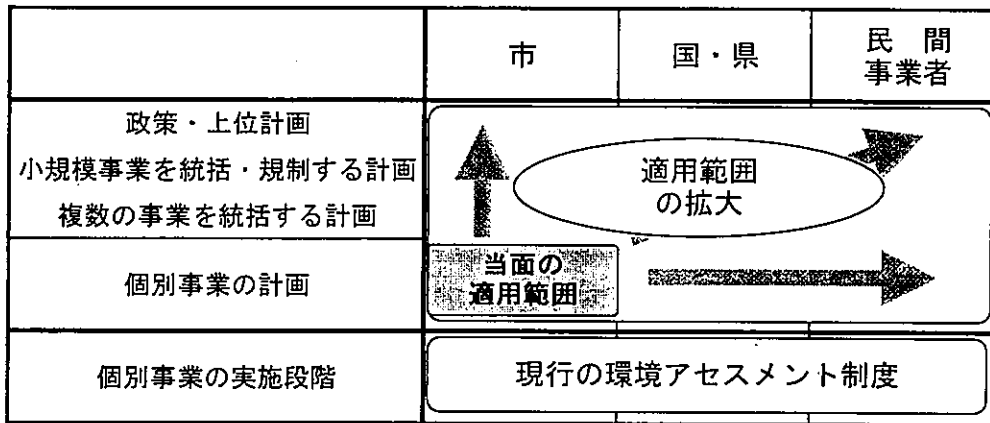 市
国・県
民　間
事業者
政策・上位計画
小規模事業を統括・規制する計画
複数の事業を統括する計画
適用範囲
の拡大
個別事業の計画
当面の
適用範囲
個別事業の実施段階
現行の環境アセスメント制度